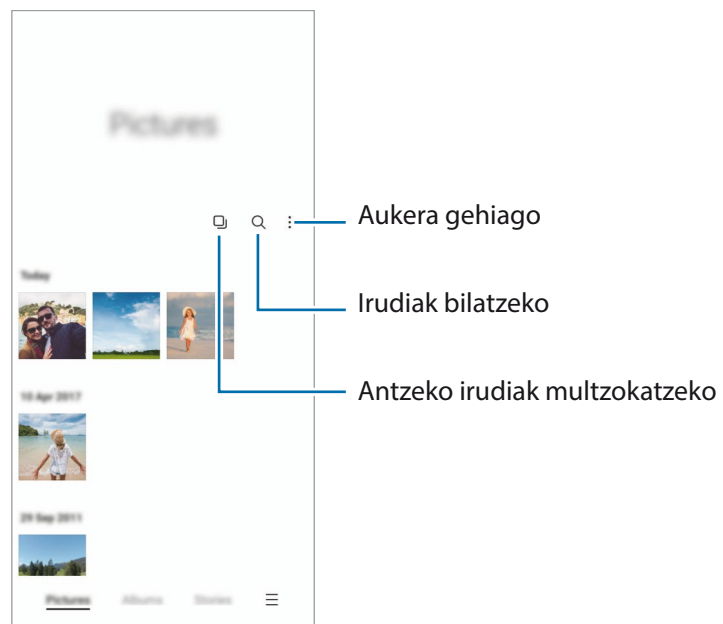 Pictures
Aukera gehiago
Today
Irudiak bilatzeko
Antzeko irudiak multzokatzeko
10 Apr 2017
29 Sep 2011
Pictures Albums Stories